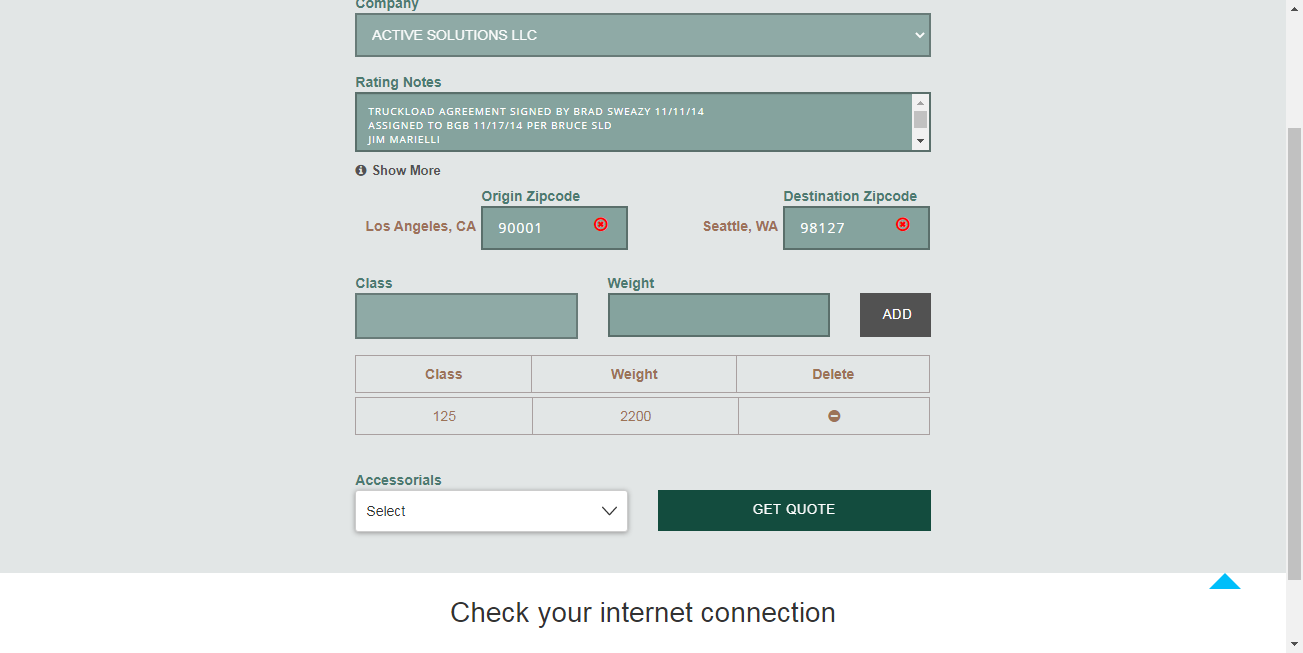 Company
ACTIVE SOLUTIONS LLC
Rating Notes
TRUCKLOAD AGREEMENT SIGNED BY BRAD SWEAZY 11/11/14
ASSIGNED TO BGB 11/17/14 PER BRUCE SLD
JIM MARIELLI
Show More
Origin Zipcode
Destination Zipcode
Los Angeles, CA
90001
Seattle, WA
98127
Class
Weight
ADD
Class
Weight
Delete
125
2200
Accessorials
Select
GET QUOTE
Check your internet connection